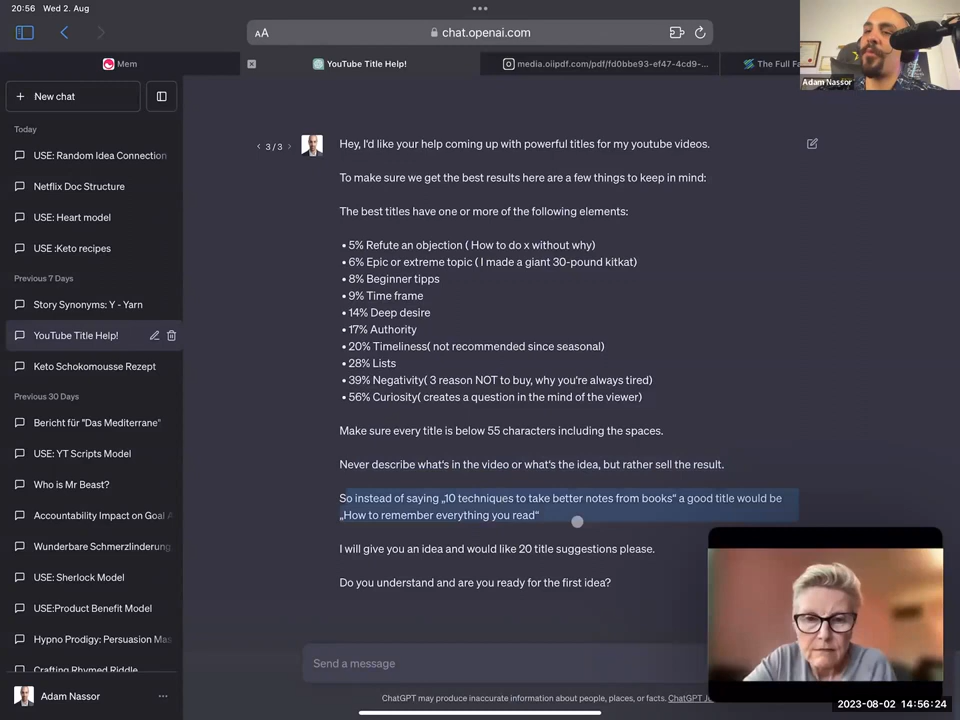 20:56 Wed 2. Aug
AA
chat.openai.com
Mem
YouTube Title Help!
media.oiipdf.com/pdf/fd0bbe93-ef47-4cd9-...
The Full Fa
Adam Nassor
New chat
Today
USE: Random Idea Connection
Netflix Doc Structure
USE: Heart model
USE :Keto recipes
Previous 7 Days
Story Synonyms: Y - Yarn
YouTube Title Help!
Keto Schokomousse Rezept
Previous 30 Days
Bericht für "Das Mediterrane"
USE: YT Scripts Model
Who is Mr Beast?
Accountability Impact on Goal A
Wunderbare Schmerzlinderung
USE: Sherlock Model
USE:Product Benefit Model
Hypno Prodigy: Persuasion Mas
Crafting Rhymed Riddle
Adam Nassor
3 / 3
Hey, I'd like your help coming up with powerful titles for my youtube videos.
To make sure we get the best results here are a few things to keep in mind:
The best titles have one or more of the following elements:
• 5% Refute an objection ( How to do x without why)
• 6% Epic or extreme topic ( I made a giant 30-pound kitkat)
• 8% Beginner tipps
• 9% Time frame
• 14% Deep desire
• 17% Authority
• 20% Timeliness( not recommended since seasonal)
• 28% Lists
• 39% Negativity( 3 reason NOT to buy, why you're always tired)
• 56% Curiosity( creates a question in the mind of the viewer)
Make sure every title is below 55 characters including the spaces.
Never describe what's in the video or what's the idea, but rather sell the result.
So instead of saying „10 techniques to take better notes from books“ a good title would be
„How to remember everything you read“
I will give you an idea and would like 20 title suggestions please.
Do you understand and are you ready for the first idea?
Send a message
ChatGPT may produce inaccurate information about people, places, or facts. ChatGPT
2023-08-02 14:56:24